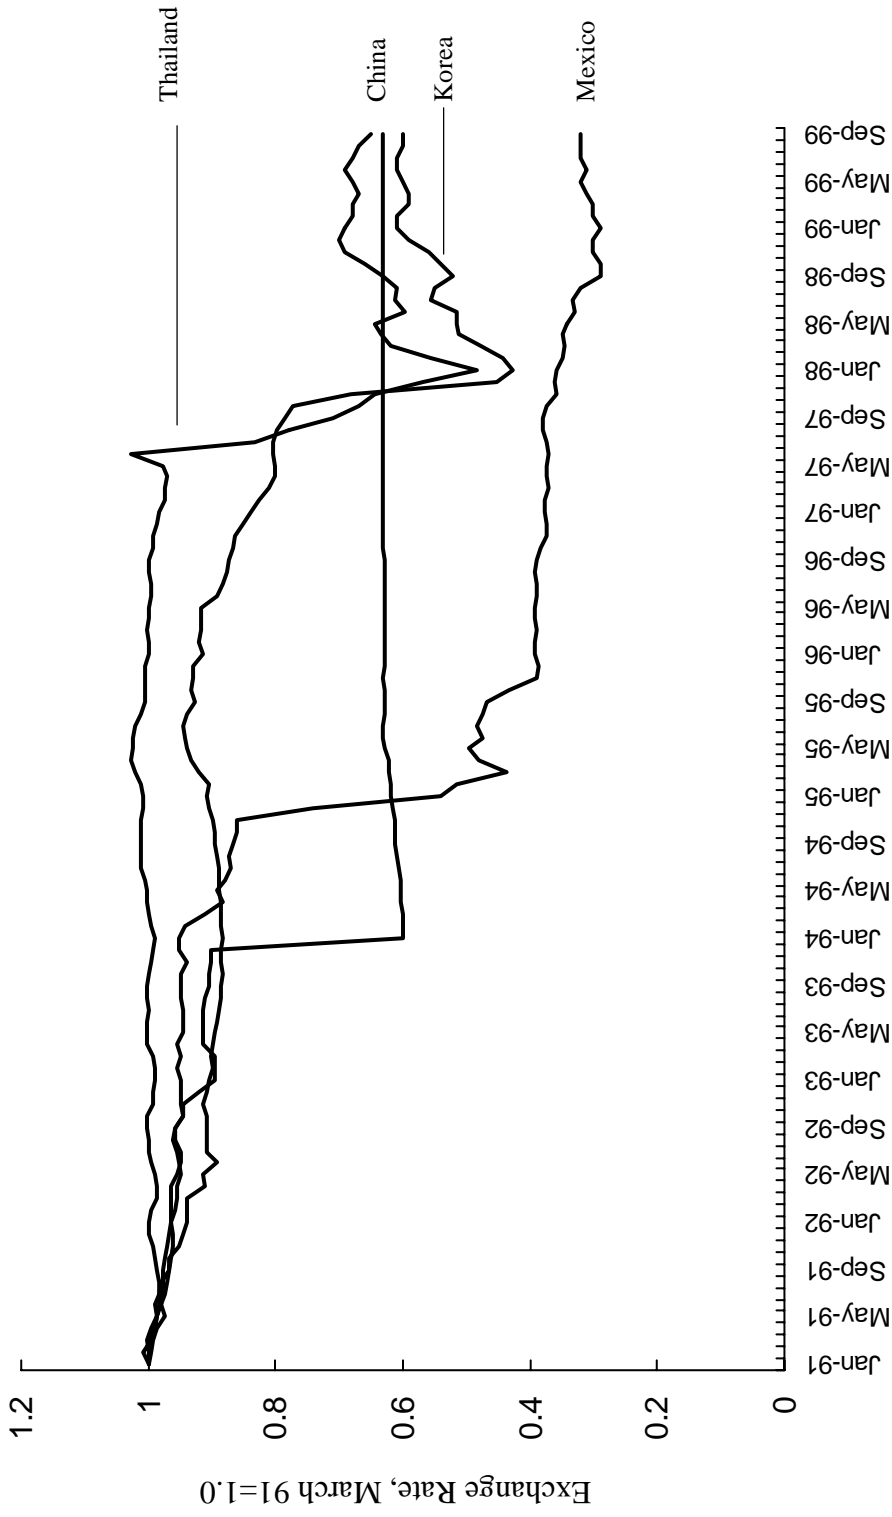 Exchange Rate, March 91=1.0
1.2
1
0.8
0.6
0.4
0.2
0
Jan-91
May-91
Sep-91
Jan-92
May-92
Sep-92
Jan-93
May-93
Sep-93
Jan-94
May-94
Sep-94
Jan-95
May-95
Sep-95
Jan-96
May-96
Sep-96
Jan-97
May-97
Sep-97
Jan-98
May-98
Sep-98
Jan-99
May-99
Sep-99
Thailand
China
Korea
Mexico